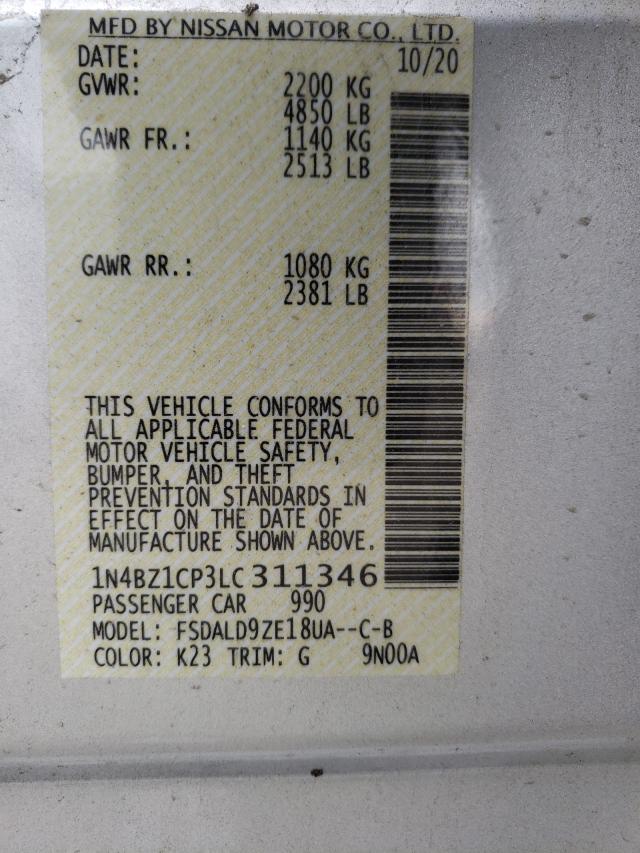 MFD BY NISSAN MOTOR CO., LTD.
DATE: 10/20
GVWR: 2200 KG
4850 LB
GAWR FR.: 1140 KG
2513 LB
GAWR RR.: 1080 KG
2381 LB
THIS VEHICLE CONFORMS TO
ALL APPLICABLE FEDERAL
MOTOR VEHICLE SAFETY,
BUMPER, AND THEFT
PREVENTION STANDARDS IN
EFFECT ON THE DATE OF
MANUFACTURE SHOWN ABOVE.
1N4BZ1CP3LC311346
PASSENGER CAR 990
MODEL: FSDALD9ZE18UA--C-B
COLOR: K23 TRIM: G 9N00A